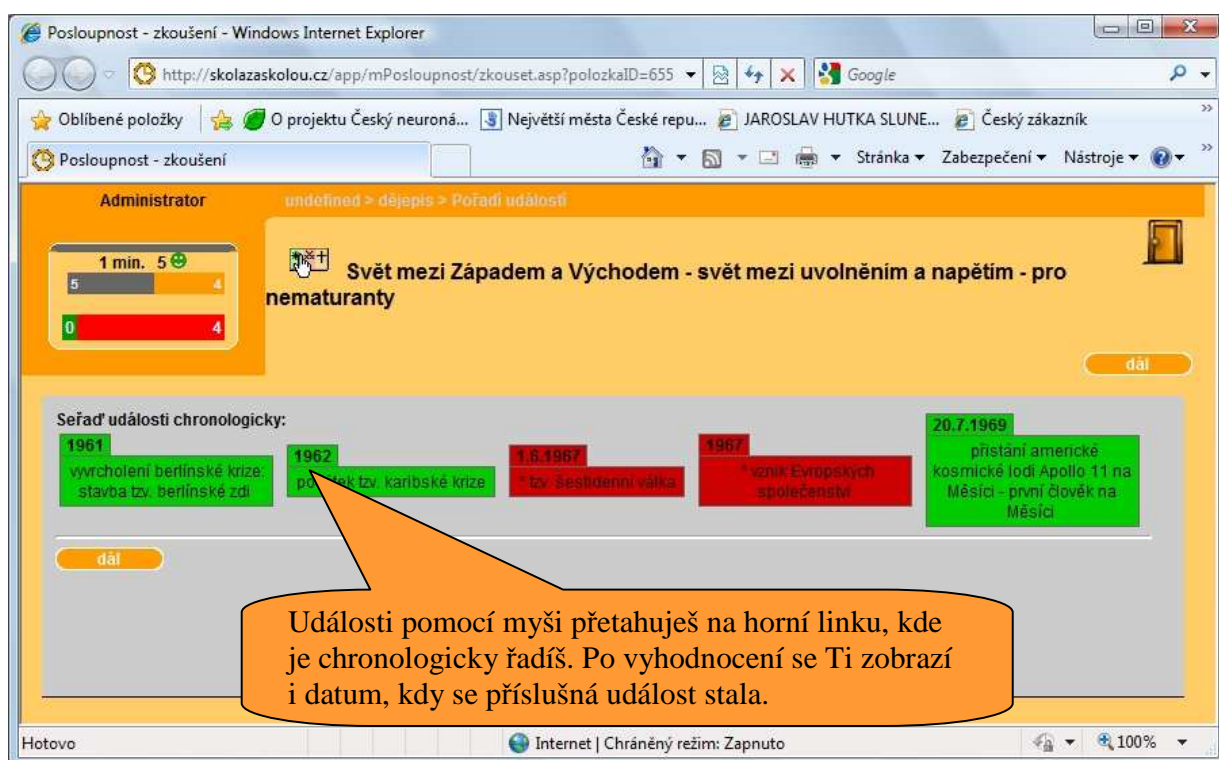 Posloupnost - zkoušení - Windows Internet Explorer
http://skolazaskolou.cz/app/mPosloupnost/zkouset.asp?polozkaID=655
Google
Oblíbené položky
O projektu Český neuroná...
Největší města České repu...
JAROSLAV HUTKA SLUNE...
Český zákazník
Posloupnost - zkoušení
Stránka
Zabezpečení
Nástroje
Administrator
undefined > dějepis > Pořadí událostí
1 min. 5
5 4
0 4
Svět mezi Západem a Východem - svět mezi uvolněním a napětím - pro
nematuranty
dál
Seřaď události chronologicky:
1961
vyvrcholení berlínské krize:
stavba tzv. berlínské zdi
1962
tzv. karibské krize
1.6.1967
* tzv. šestidenní válka
1967
* vznik Evropských
společenství
20.7.1969
přistání americké
kosmické lodi Apollo 11 na
Měsíci - první člověk na
Měsíci
dál
Události pomocí myši přetahuješ na horní linku, kde
je chronologicky řadíš. Po vyhodnocení se Ti zobrazí
i datum, kdy se příslušná událost stala.
Hotovo
Internet | Chráněný režim: Zapnuto
100%